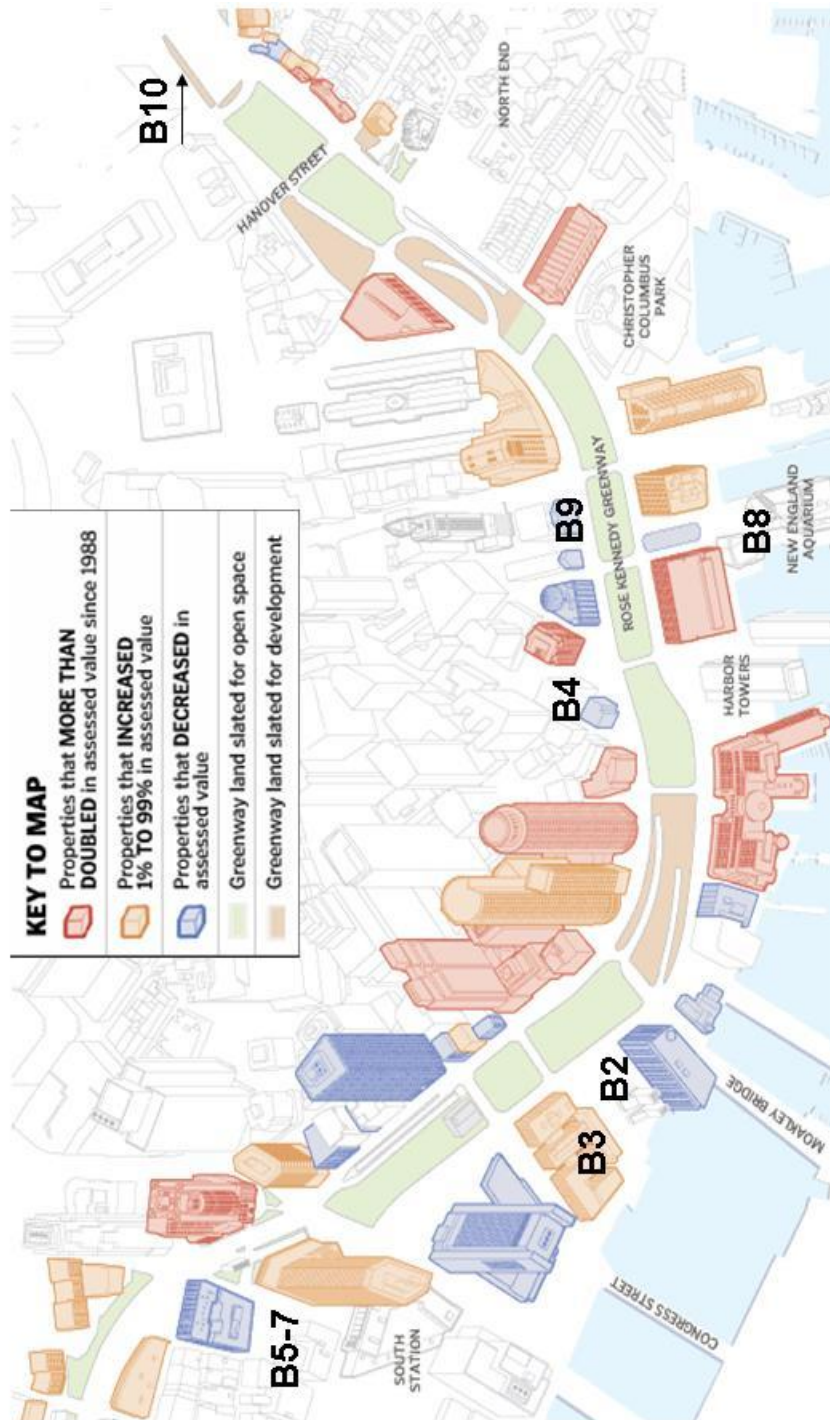 KEY TO MAP
Properties that MORE THAN
DOUBLED in assessed value since 1988
Properties that INCREASED
1% TO 99% in assessed value
Properties that DECREASED in
assessed value
Greenway land slated for open space
Greenway land slated for development
B10
HANOVER STREET
NORTH END
CHRISTOPHER
COLUMBUS
PARK
B9
ROSE KENNEDY GREENWAY
B8
NEW ENGLAND
AQUARIUM
B4
HARBOR
TOWERS
B2
MOAKLEY BRIDGE
B3
CONGRESS STREET
B5-7
SOUTH
STATION